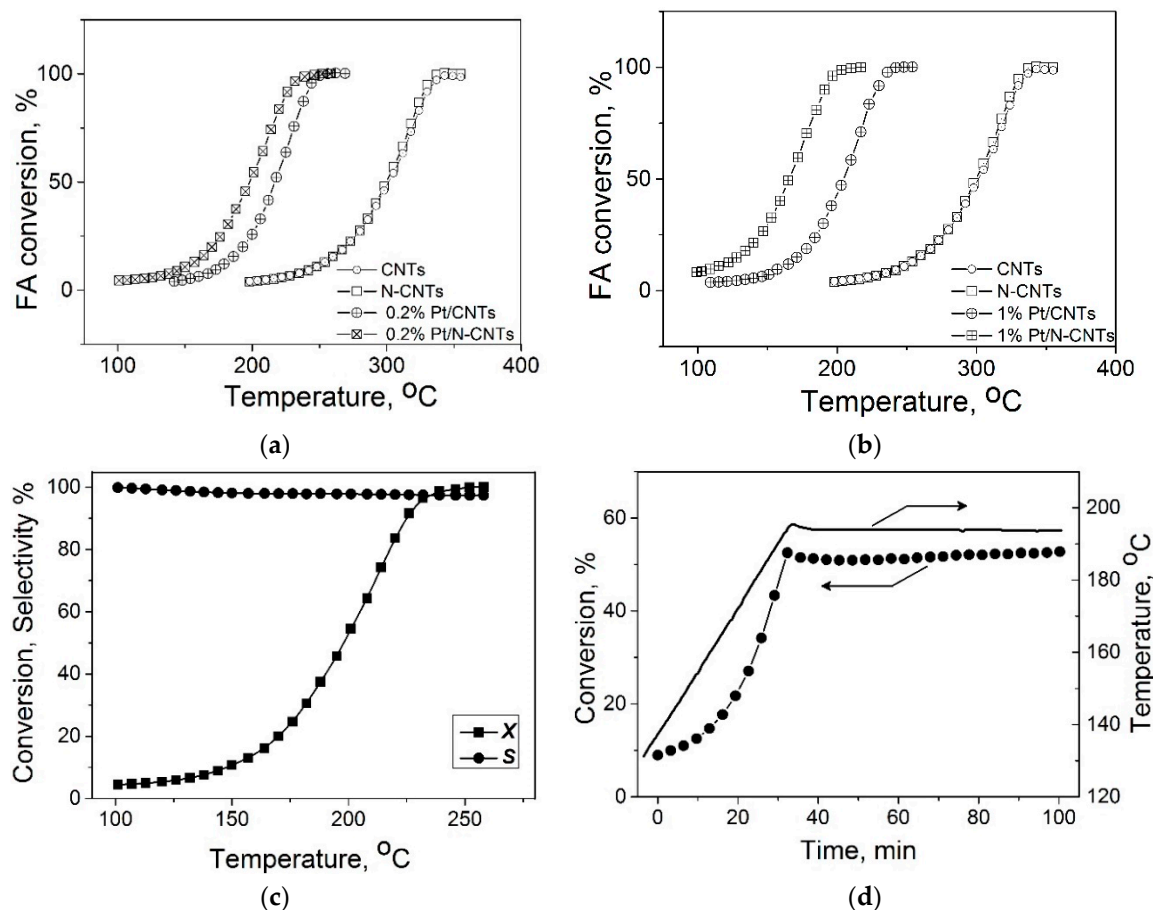 FA conversion, %
100
50
0
CNTs
N-CNTs
0.2% Pt/CNTs
0.2% Pt/N-CNTs
100 200 300 400
Temperature, °C
(a)
FA conversion, %
100
50
0
CNTs
N-CNTs
1% Pt/CNTs
1% Pt/N-CNTs
100 200 300 400
Temperature, °C
(b)
Conversion, Selectivity %
100
80
60
40
20
0
X
S
100 150 200 250
Temperature, °C
(c)
Conversion, %
60
40
20
0
200
180
160
140
120
Temperature, °C
0 20 40 60 80 100
Time, min
(d)